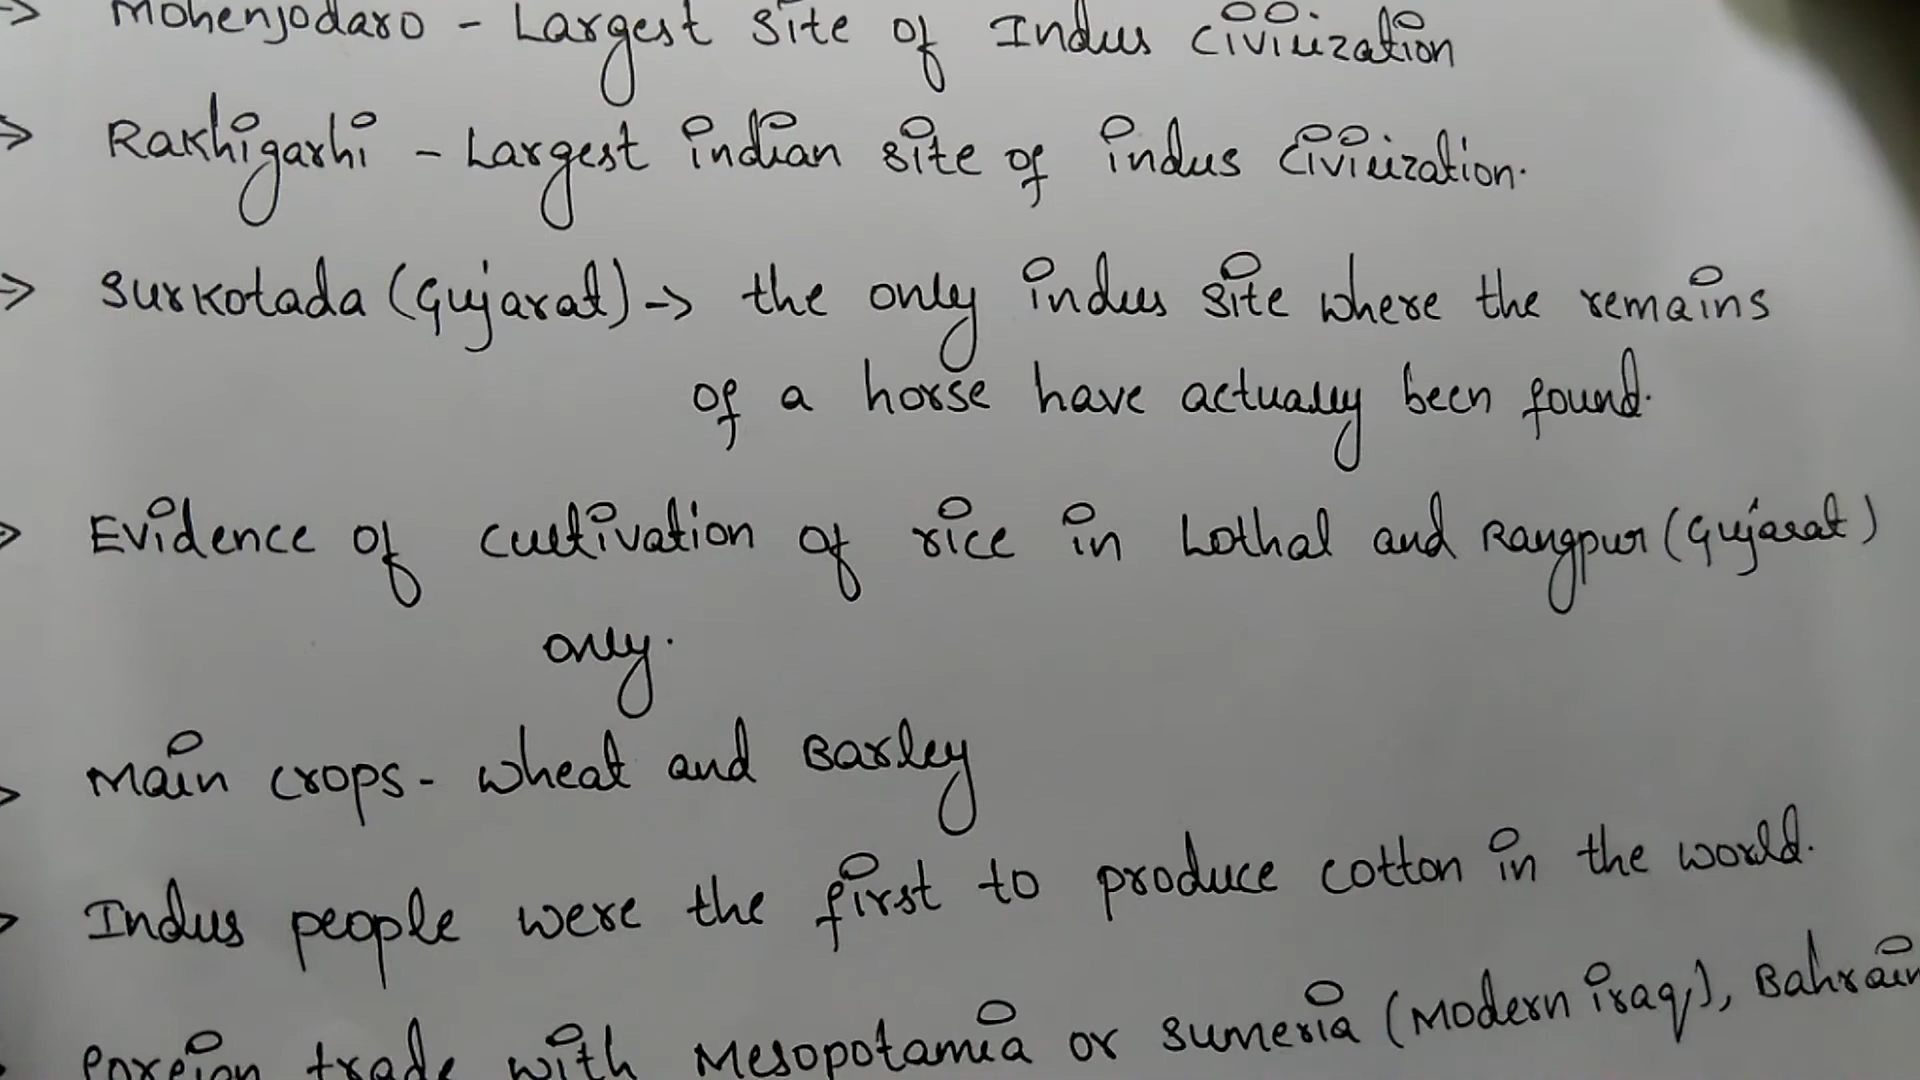 → Mohenjodaro - Largest site of Indus civilization
→ Rakhigarhi - Largest indian site of indus civilization.
→ Surkotada (Gujarat) → the only indus site where the remains
of a horse have actually been found.
→ Evidence of cultivation of rice in Lothal and Rangpur (Gujarat)
only.
→ Main crops - wheat and Barley
→ Indus people were the first to produce cotton in the world.
Foreign trade with Mesopotamia or sumeria (Modern iraq), Bahrain